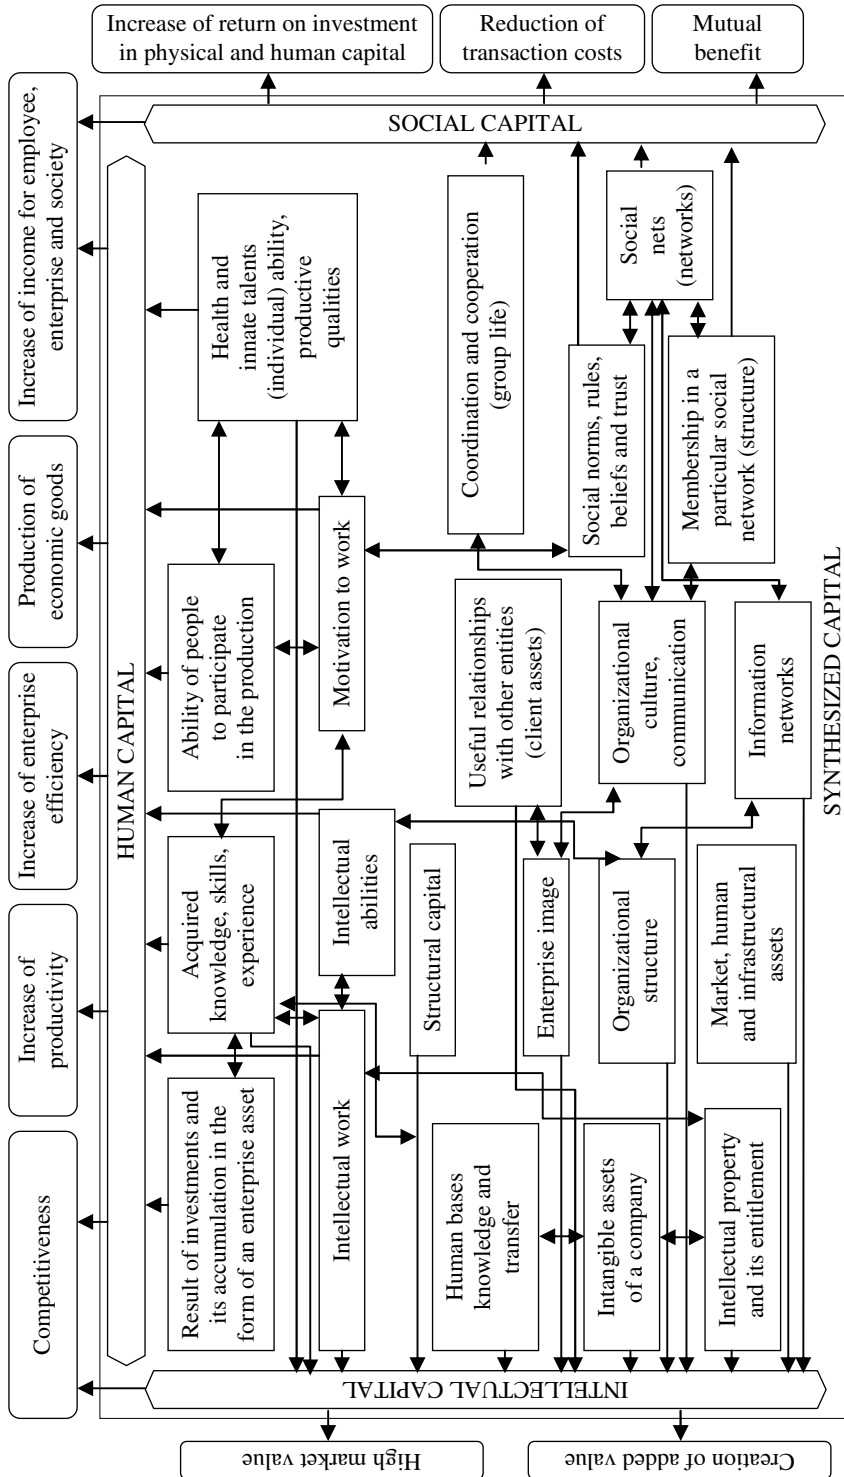 Increase of return on investment
in physical and human capital
Reduction of
transaction costs
Mutual
benefit
Competitiveness
Increase of
productivity
Increase of enterprise
efficiency
Production of
economic goods
Increase of income for employee,
enterprise and society
HUMAN CAPITAL
SOCIAL CAPITAL
INTELLECTUAL CAPITAL
SYNTHESIZED CAPITAL
High market value
Creation of added value
Result of investments and
its accumulation in the
form of an enterprise asset
Acquired
knowledge, skills,
experience
Ability of people
to participate
in the production
Health and
innate talents
(individual) ability,
productive
qualities
Intellectual work
Intellectual
abilities
Motivation to work
Structural capital
Human bases
knowledge and
transfer
Useful relationships
with other entities
(client assets)
Coordination and cooperation
(group life)
Enterprise image
Intangible assets
of a company
Organizational
structure
Organizational
culture,
communication
Social norms, rules,
beliefs and trust
Social
nets
(networks)
Intellectual property
and its entitlement
Market, human
and infrastructural
assets
Information
networks
Membership in a
particular social
network (structure)